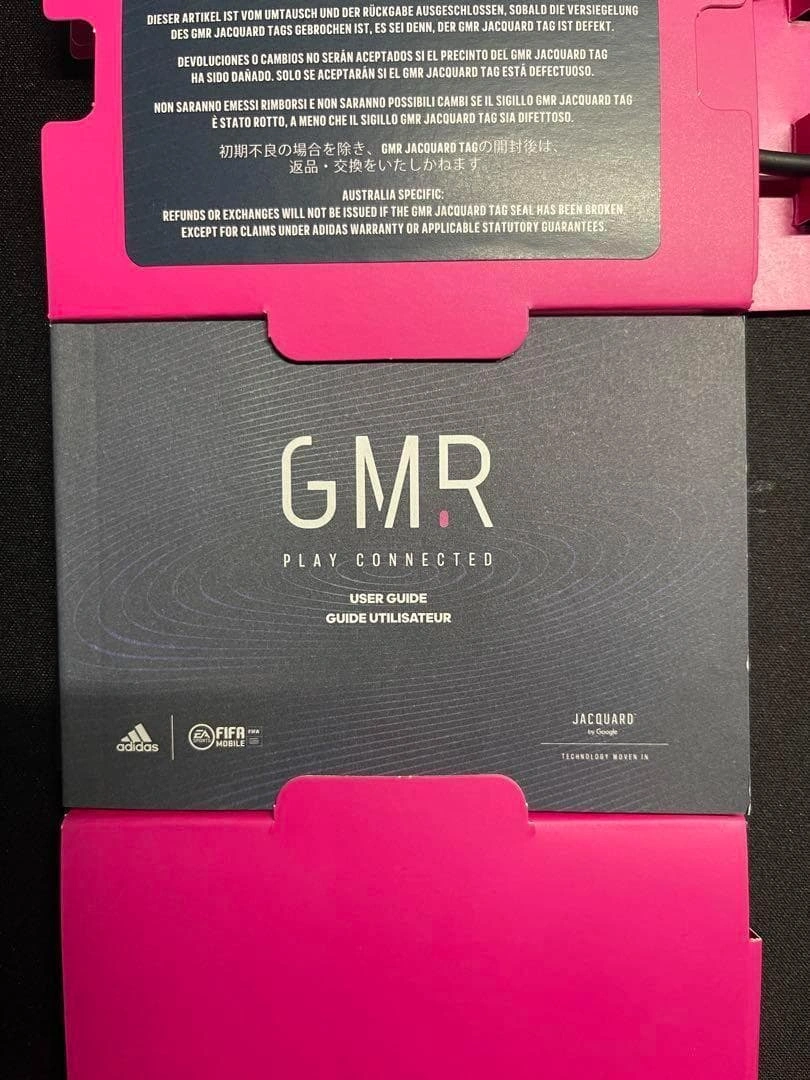 DIESER ARTIKEL IST VOM UMTAUSCH UND DER RÜCKGABE AUSGESCHLOSSEN, SOBALD DIE VERSIEGELUNG
DES GMR JACQUARD TAGS GEBROCHEN IST, ES SEI DENN, DER GMR JACQUARD TAG IST DEFEKT.
DEVOLUCIONES O CAMBIOS NO SERÁN ACEPTADOS SI EL PRECINTO DEL GMR JACQUARD TAG
HA SIDO DAÑADO. SOLO SE ACEPTARÁN SI EL GMR JACQUARD TAG ESTÁ DEFECTUOSO.
NON SARANNO EMESSI RIMBORSI E NON SARANNO POSSIBILI CAMBI SE IL SIGILLO GMR JACQUARD TAG
È STATO ROTTO, A MENO CHE IL SIGILLO GMR JACQUARD TAG SIA DIFETTOSO.
初期不良の場合を除き、GMR JACQUARD TAGの開封後は、
返品・交換をいたしかねます。
AUSTRALIA SPECIFIC:
REFUNDS OR EXCHANGES WILL NOT BE ISSUED IF THE GMR JACQUARD TAG SEAL HAS BEEN BROKEN,
EXCEPT FOR CLAIMS UNDER ADIDAS WARRANTY OR APPLICABLE STATUTORY GUARANTEES.
GMR
PLAY CONNECTED
USER GUIDE
GUIDE UTILISATEUR
adidas
EA SPORTS FIFA MOBILE FIFA
JACQUARD™
by Google
TECHNOLOGY WOVEN IN